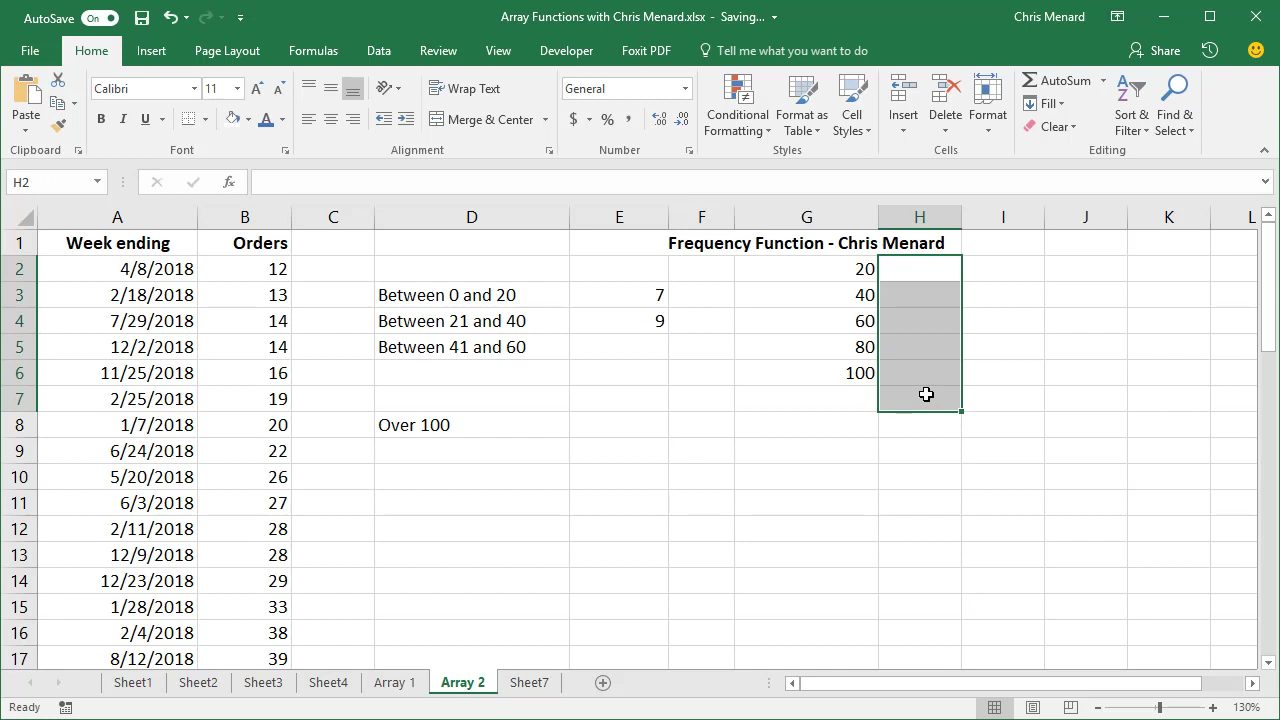 AutoSave On Array Functions with Chris Menard.xlsx - Saving... Chris Menard
File Home Insert Page Layout Formulas Data Review View Developer Foxit PDF Tell me what you want to do Share
Paste Calibri 11 A A ab Wrap Text General Conditional Formatting Format as Table Cell Styles Insert Delete Format AutoSum Sort & Filter Find & Select
B I U A Merge & Center $ % , Fill
Clear
Clipboard Font Alignment Number Styles Cells Editing
H2 fx
A B C D E F G H I J K L
1 Week ending Orders Frequency Function - Chris Menard
2 4/8/2018 12 20
3 2/18/2018 13 Between 0 and 20 7 40
4 7/29/2018 14 Between 21 and 40 9 60
5 12/2/2018 14 Between 41 and 60 80
6 11/25/2018 16 100
7 2/25/2018 19
8 1/7/2018 20 Over 100
9 6/24/2018 22
10 5/20/2018 26
11 6/3/2018 27
12 2/11/2018 28
13 12/9/2018 28
14 12/23/2018 29
15 1/28/2018 33
16 2/4/2018 38
17 8/12/2018 39
Sheet1 Sheet2 Sheet3 Sheet4 Array 1 Array 2 Sheet7
Ready 130%